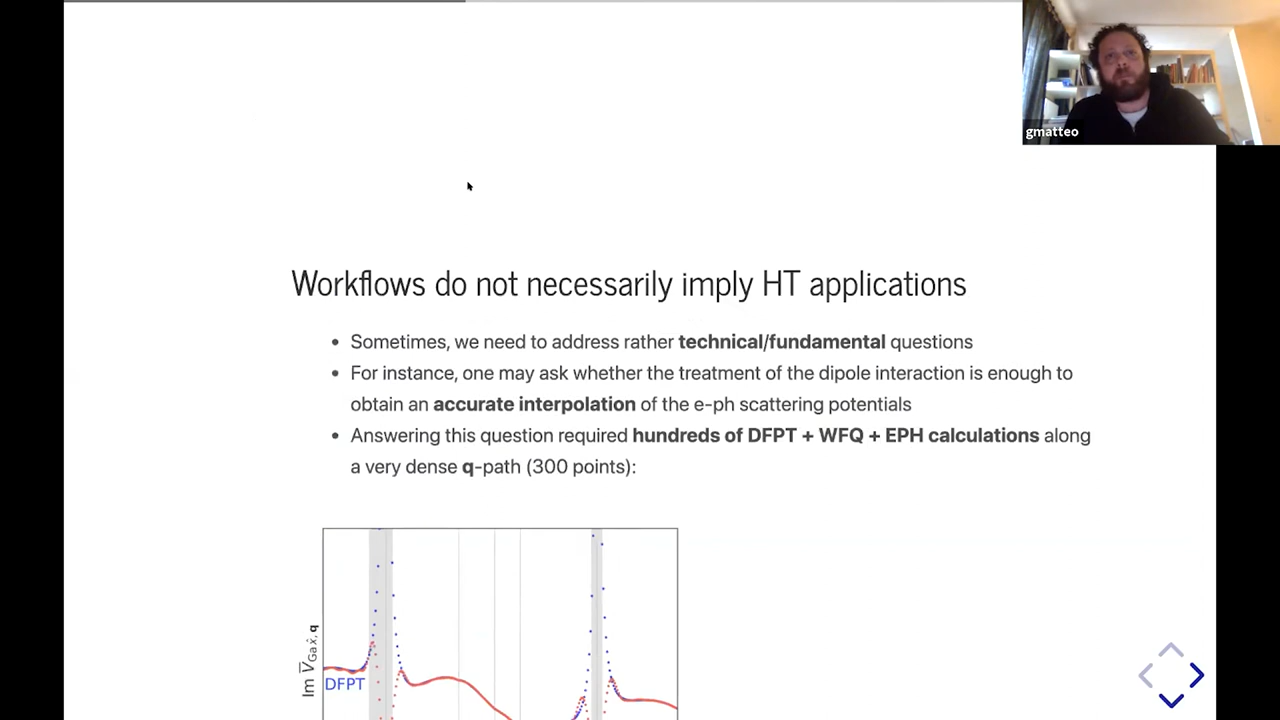 gmatteo
Workflows do not necessarily imply HT applications
• Sometimes, we need to address rather technical/fundamental questions
• For instance, one may ask whether the treatment of the dipole interaction is enough to
obtain an accurate interpolation of the e-ph scattering potentials
• Answering this question required hundreds of DFPT + WFQ + EPH calculations along
a very dense q-path (300 points):
Im V̅Ga x̂, q
DFPT